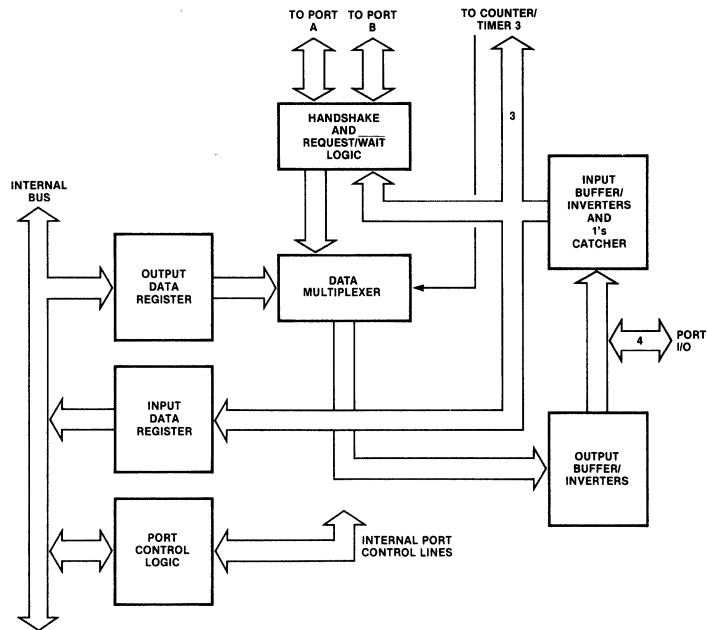 TO PORT
A
TO PORT
B
TO COUNTER/
TIMER 3
3
HANDSHAKE
AND
REQUEST/WAIT
LOGIC
INPUT
BUFFER/
INVERTERS
AND
1's
CATCHER
INTERNAL
BUS
OUTPUT
DATA
REGISTER
DATA
MULTIPLEXER
4
PORT
I/O
INPUT
DATA
REGISTER
OUTPUT
BUFFER/
INVERTERS
PORT
CONTROL
LOGIC
INTERNAL PORT
CONTROL LINES